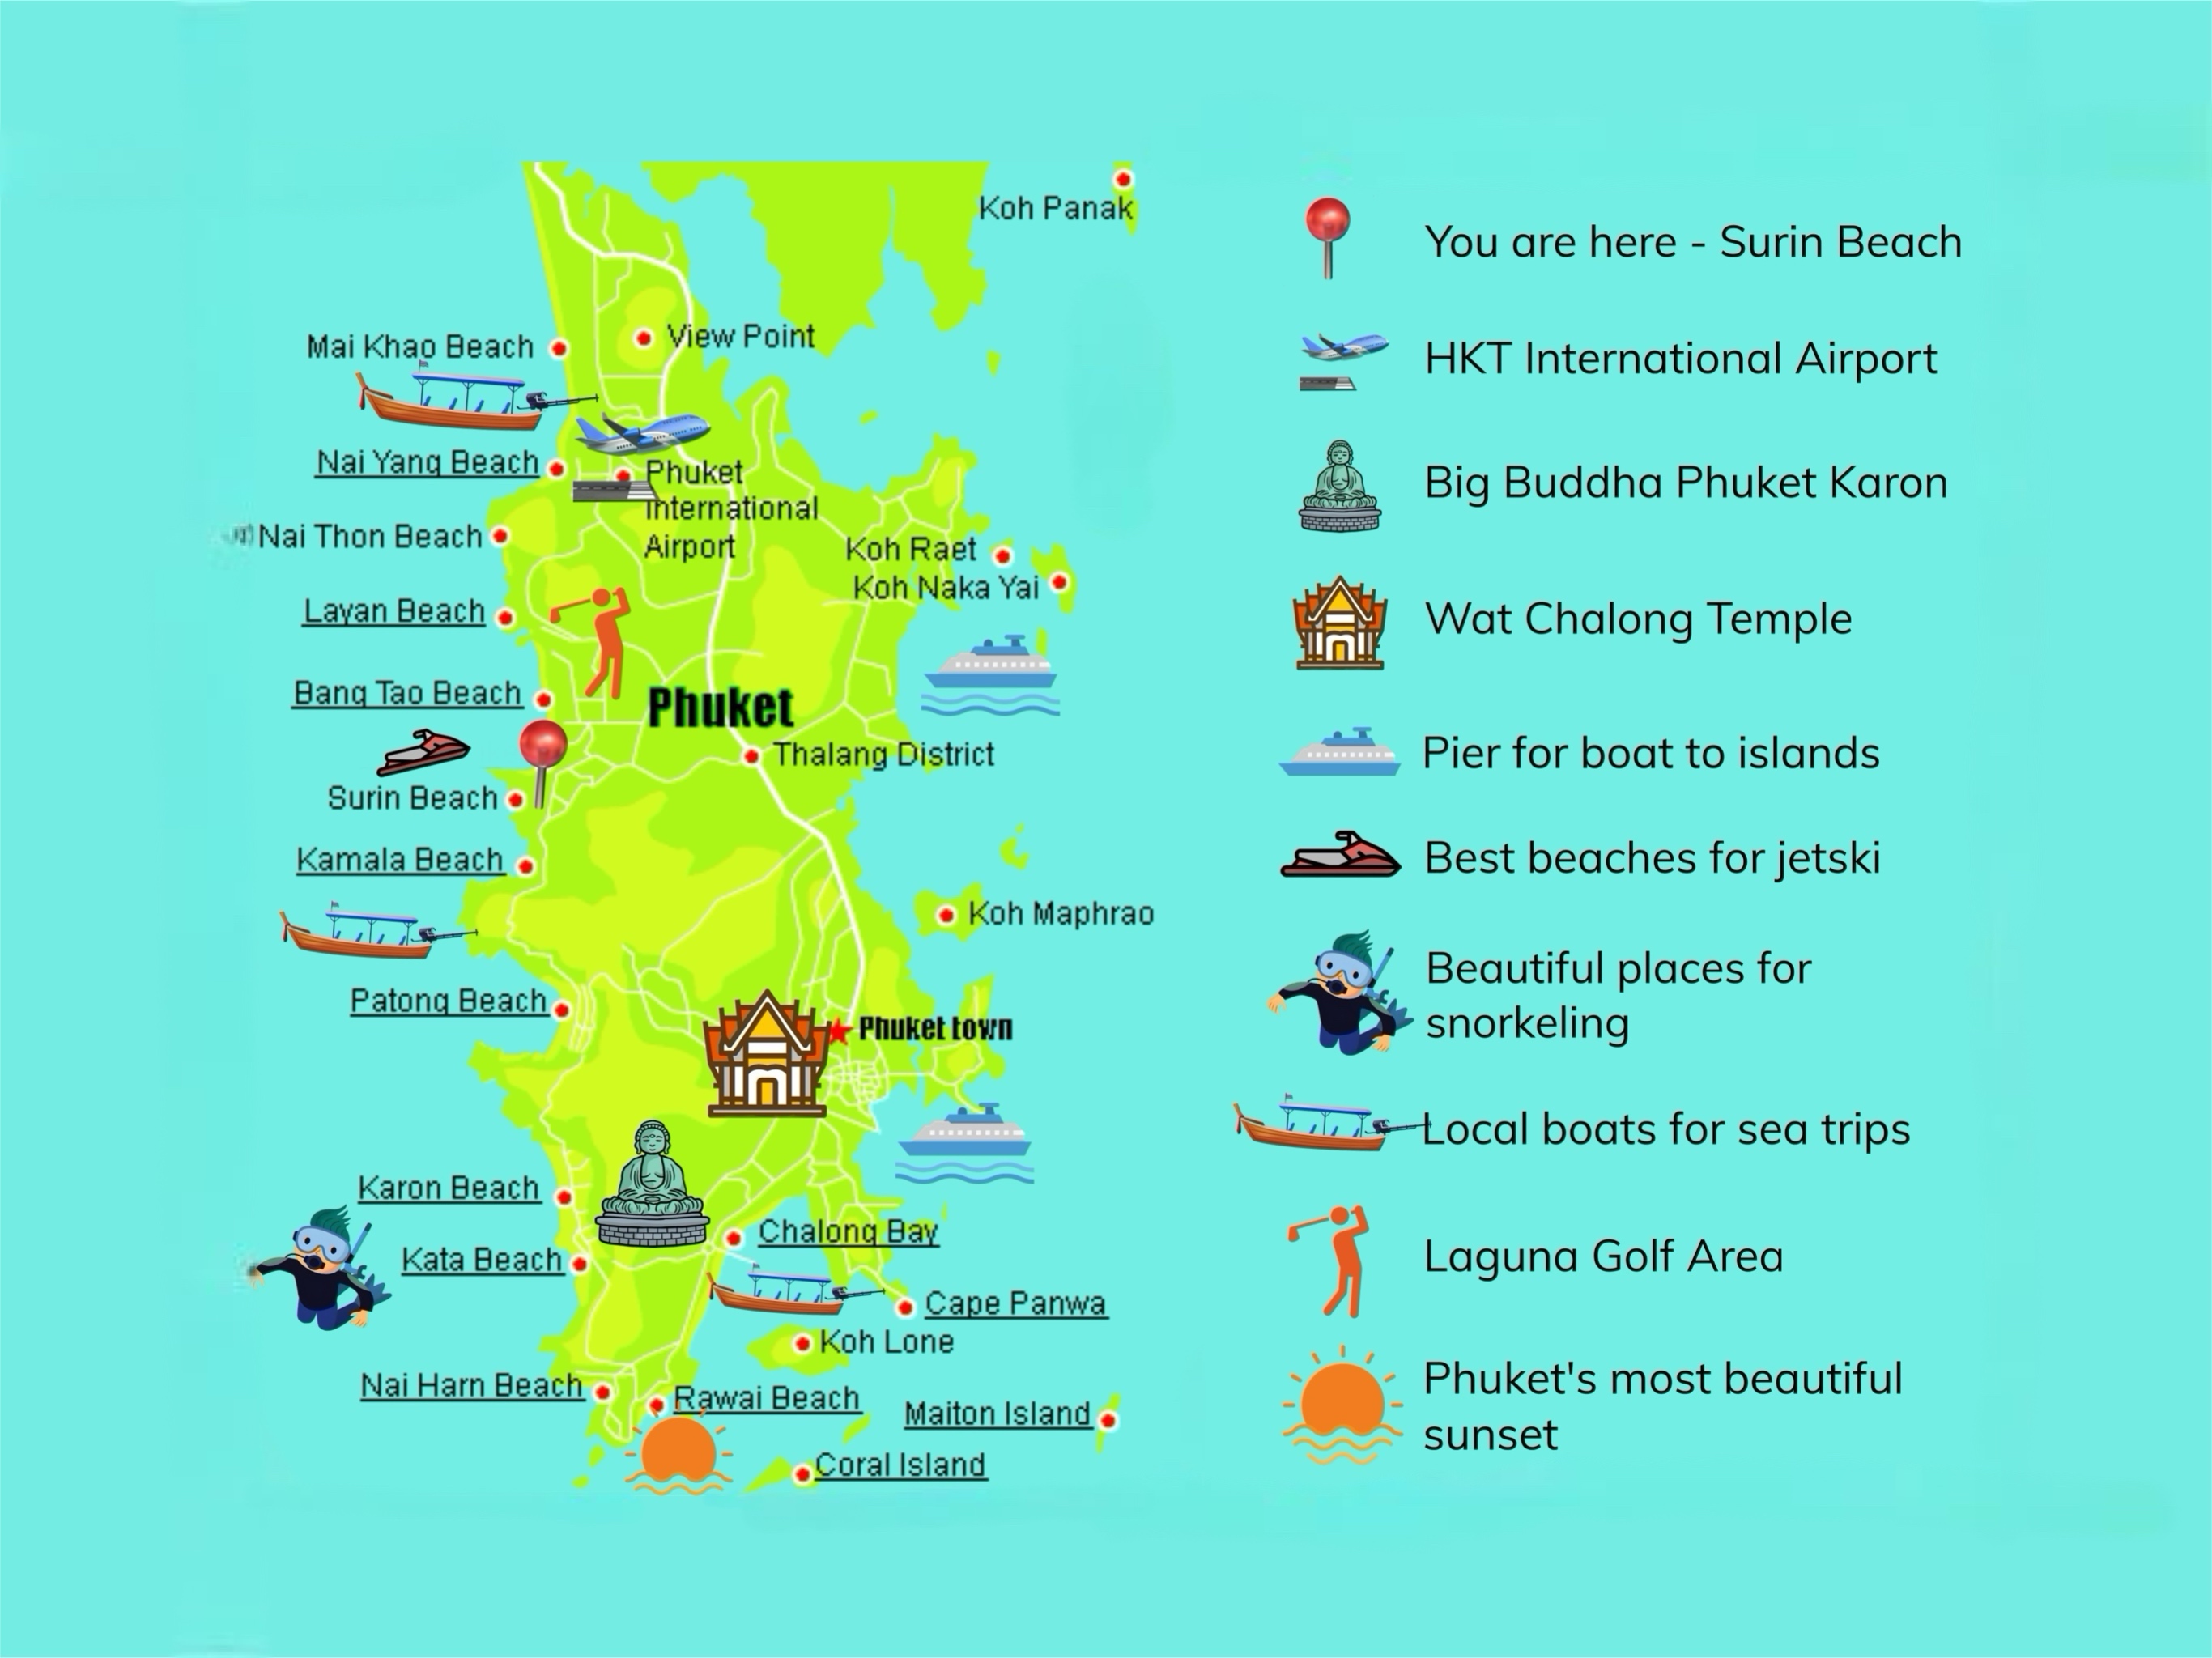 Koh Panak
View Point
Mai Khao Beach
Nai Yang Beach
Phuket
International
Airport
Nai Thon Beach
Koh Raet
Koh Naka Yai
Layan Beach
Bang Tao Beach
Phuket
Thalang District
Surin Beach
Kamala Beach
Koh Maphrao
Patong Beach
Phuket town
Karon Beach
Chalong Bay
Kata Beach
Cape Panwa
Koh Lone
Nai Harn Beach
Rawai Beach
Maiton Island
Coral Island
You are here - Surin Beach
HKT International Airport
Big Buddha Phuket Karon
Wat Chalong Temple
Pier for boat to islands
Best beaches for jetski
Beautiful places for
snorkeling
Local boats for sea trips
Laguna Golf Area
Phuket's most beautiful
sunset